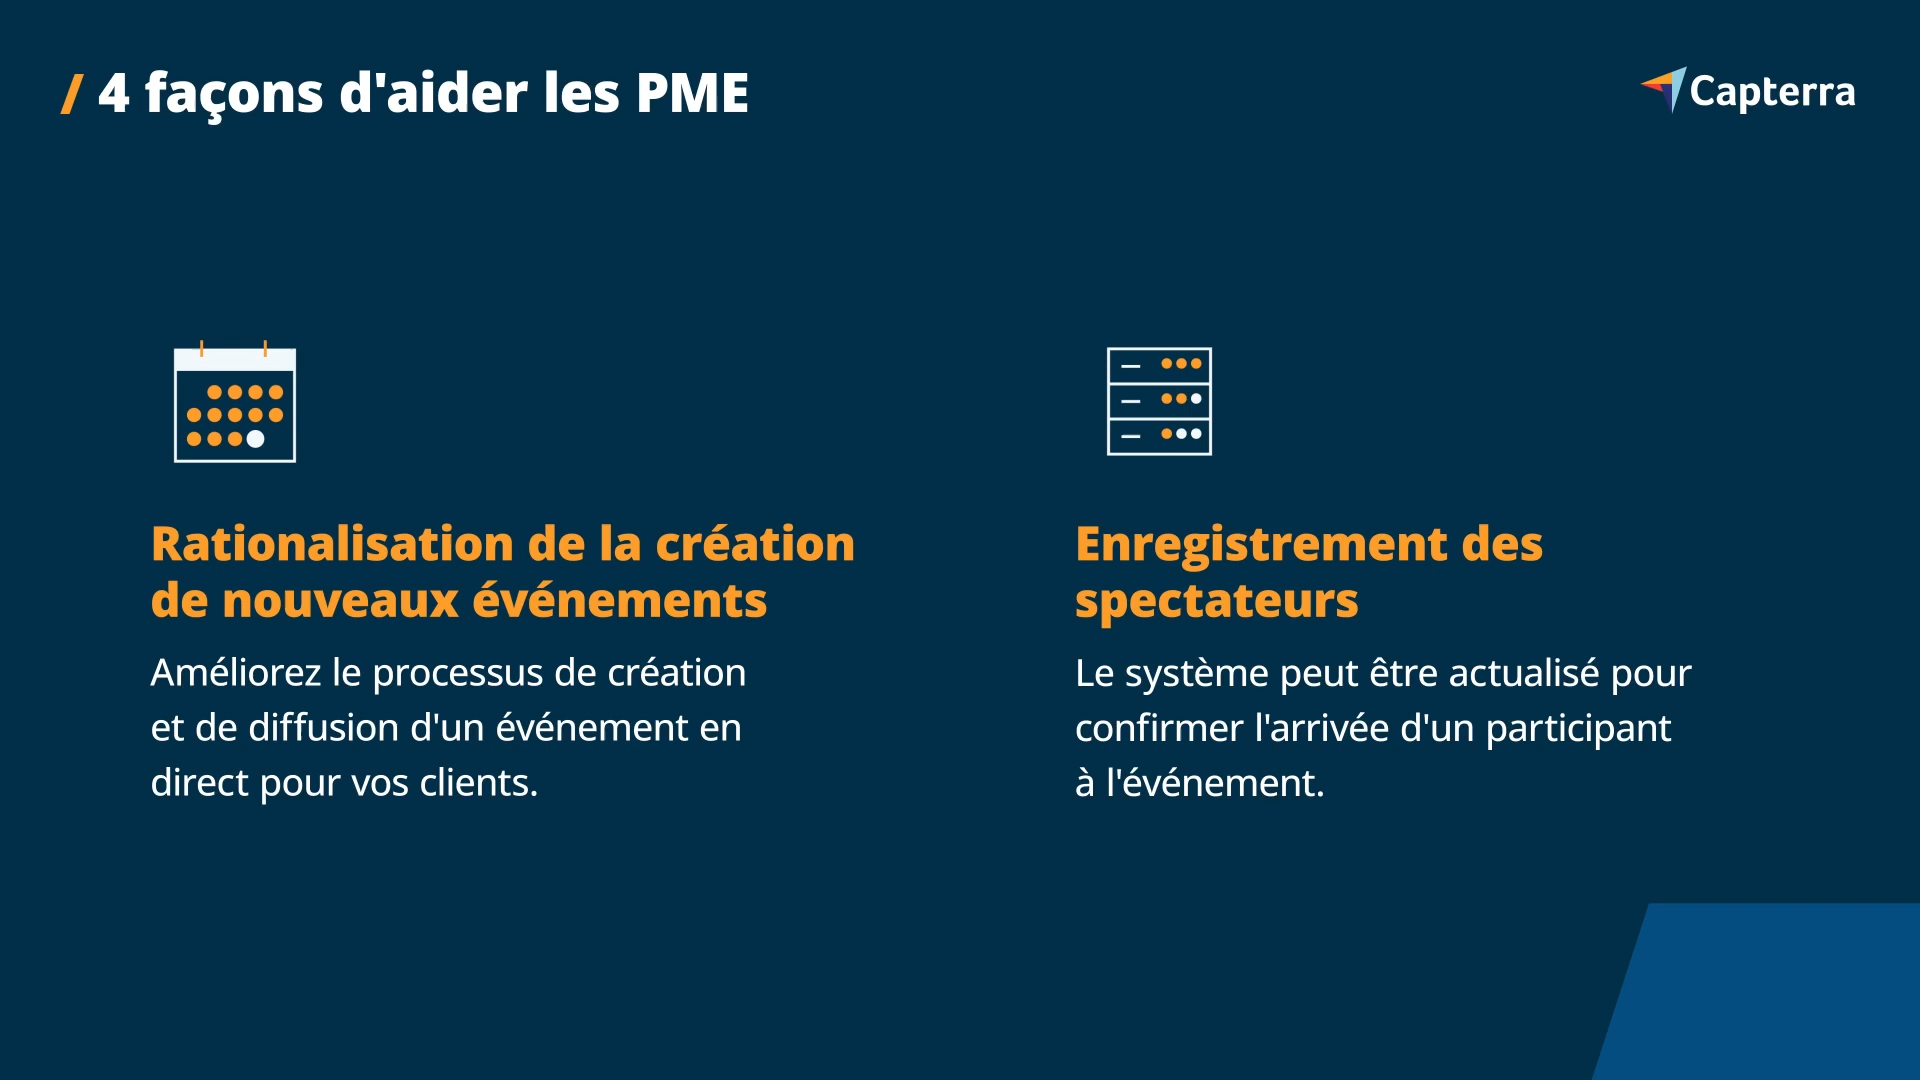 / 4 façons d'aider les PME
Capterra
Rationalisation de la création
de nouveaux événements
Améliorez le processus de création
et de diffusion d'un événement en
direct pour vos clients.
Enregistrement des
spectateurs
Le système peut être actualisé pour
confirmer l'arrivée d'un participant
à l'événement.